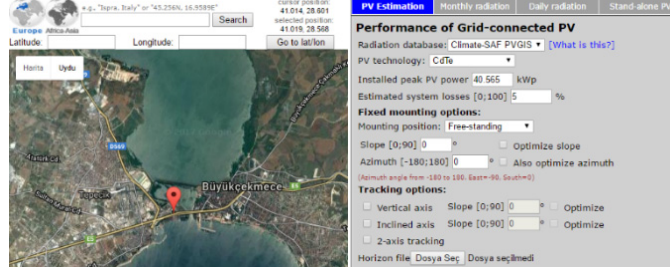 e.g., "Ispra, Italy" or "45.256N, 16.9589E"
cursor position:
41.014, 28.601
Search
selected position:
41.019, 28.568
Europe Africa-Asia
Latitude: Longitude: Go to lat/lon
Harita Uydu
D569
Büyükçekmece
Tepecik
PV Estimation Monthly radiation Daily radiation Stand-alone PV
Performance of Grid-connected PV
Radiation database: Climate-SAF PVGIS [What is this?]
PV technology: CdTe
Installed peak PV power 40.565 kWp
Estimated system losses [0;100] 5 %
Fixed mounting options:
Mounting position: Free-standing
Slope [0;90] 0 ° Optimize slope
Azimuth [-180;180] 0 ° Also optimize azimuth
(Azimuth angle from -180 to 180. East=-90, South=0)
Tracking options:
Vertical axis Slope [0;90] 0 ° Optimize
Inclined axis Slope [0;90] 0 ° Optimize
2-axis tracking
Horizon file Dosya Seç Dosya seçilmedi